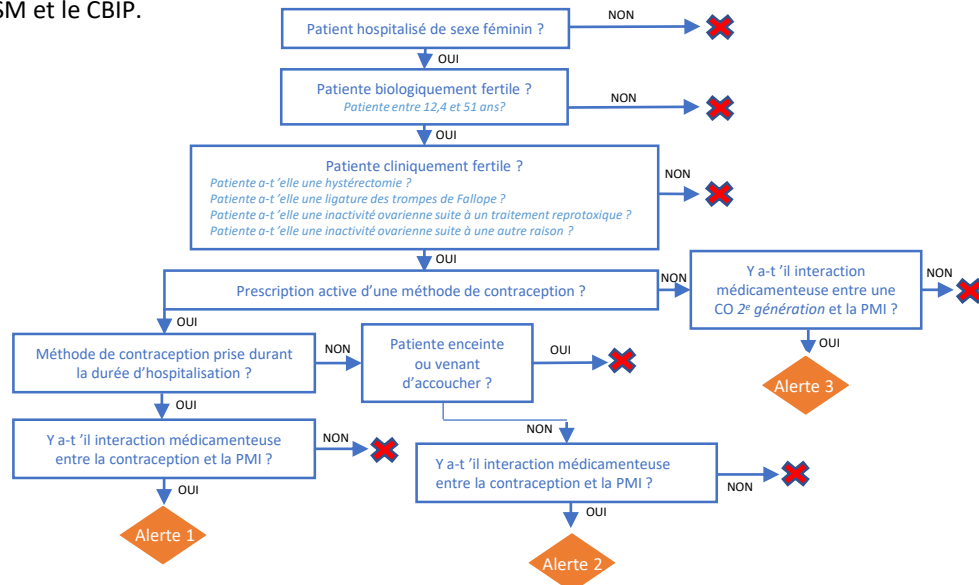 SM et le CBIP.
Patient hospitalisé de sexe féminin ?
NON
OUI
Patiente biologiquement fertile ?
Patiente entre 12,4 et 51 ans?
NON
OUI
Patiente cliniquement fertile ?
Patiente a-t 'elle une hystérectomie ?
Patiente a-t 'elle une ligature des trompes de Fallope ?
Patiente a-t 'elle une inactivité ovarienne suite à un traitement reprotoxique ?
Patiente a-t 'elle une inactivité ovarienne suite à une autre raison ?
NON
OUI
Prescription active d'une méthode de contraception ?
NON
Y a-t 'il interaction
médicamenteuse entre une
CO 2e génération et la PMI ?
NON
OUI
Alerte 3
OUI
Méthode de contraception prise durant
la durée d'hospitalisation ?
NON
Patiente enceinte
ou venant
d'accoucher ?
OUI
OUI
NON
Y a-t 'il interaction médicamenteuse
entre la contraception et la PMI ?
NON
OUI
Alerte 1
Y a-t 'il interaction médicamenteuse
entre la contraception et la PMI ?
NON
OUI
Alerte 2